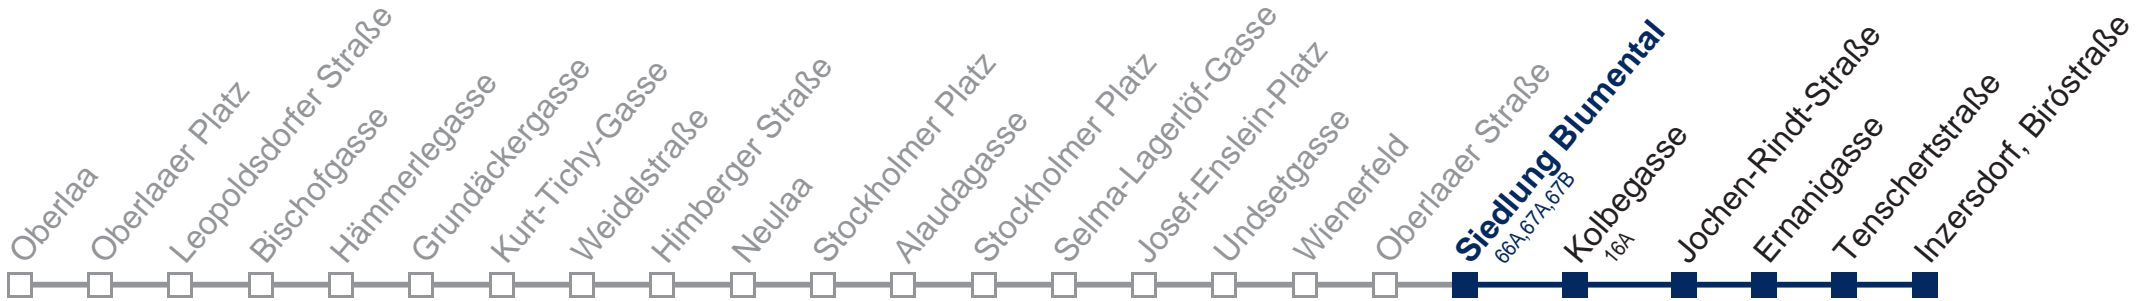 Oberlaa
Oberlaaer Platz
Leopoldsdorfer Straße
Bischofgasse
Hämmerlegasse
Grundäckergasse
Kurt-Tichy-Gasse
Weidelstraße
Himberger Straße
Neulaa
Stockholmer Platz
Alaudagasse
Stockholmer Platz
Selma-Lagerlöf-Gasse
Josef-Enslein-Platz
Undsetgasse
Wienerfeld
Oberlaaer Straße
Siedlung Blumental
66A,67A,67B
Kolbegasse
16A
Jochen-Rindt-Straße
Ernanigasse
Tenschertstraße
Inzersdorf, Biróstraße